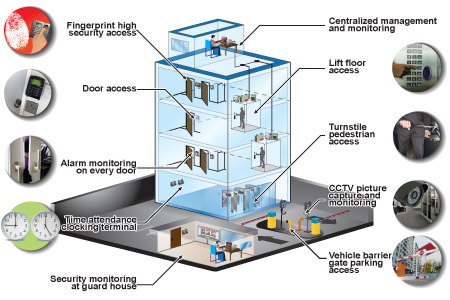 Fingerprint high
security access
Door access
Alarm monitoring
on every door
Time attendance
clocking terminal
Security monitoring
at guard house
Centralized management
and monitoring
Lift floor
access
Turnstile
pedestrian
access
CCTV picture
capture and
monitoring
Vehicle barrier
gate parking
access